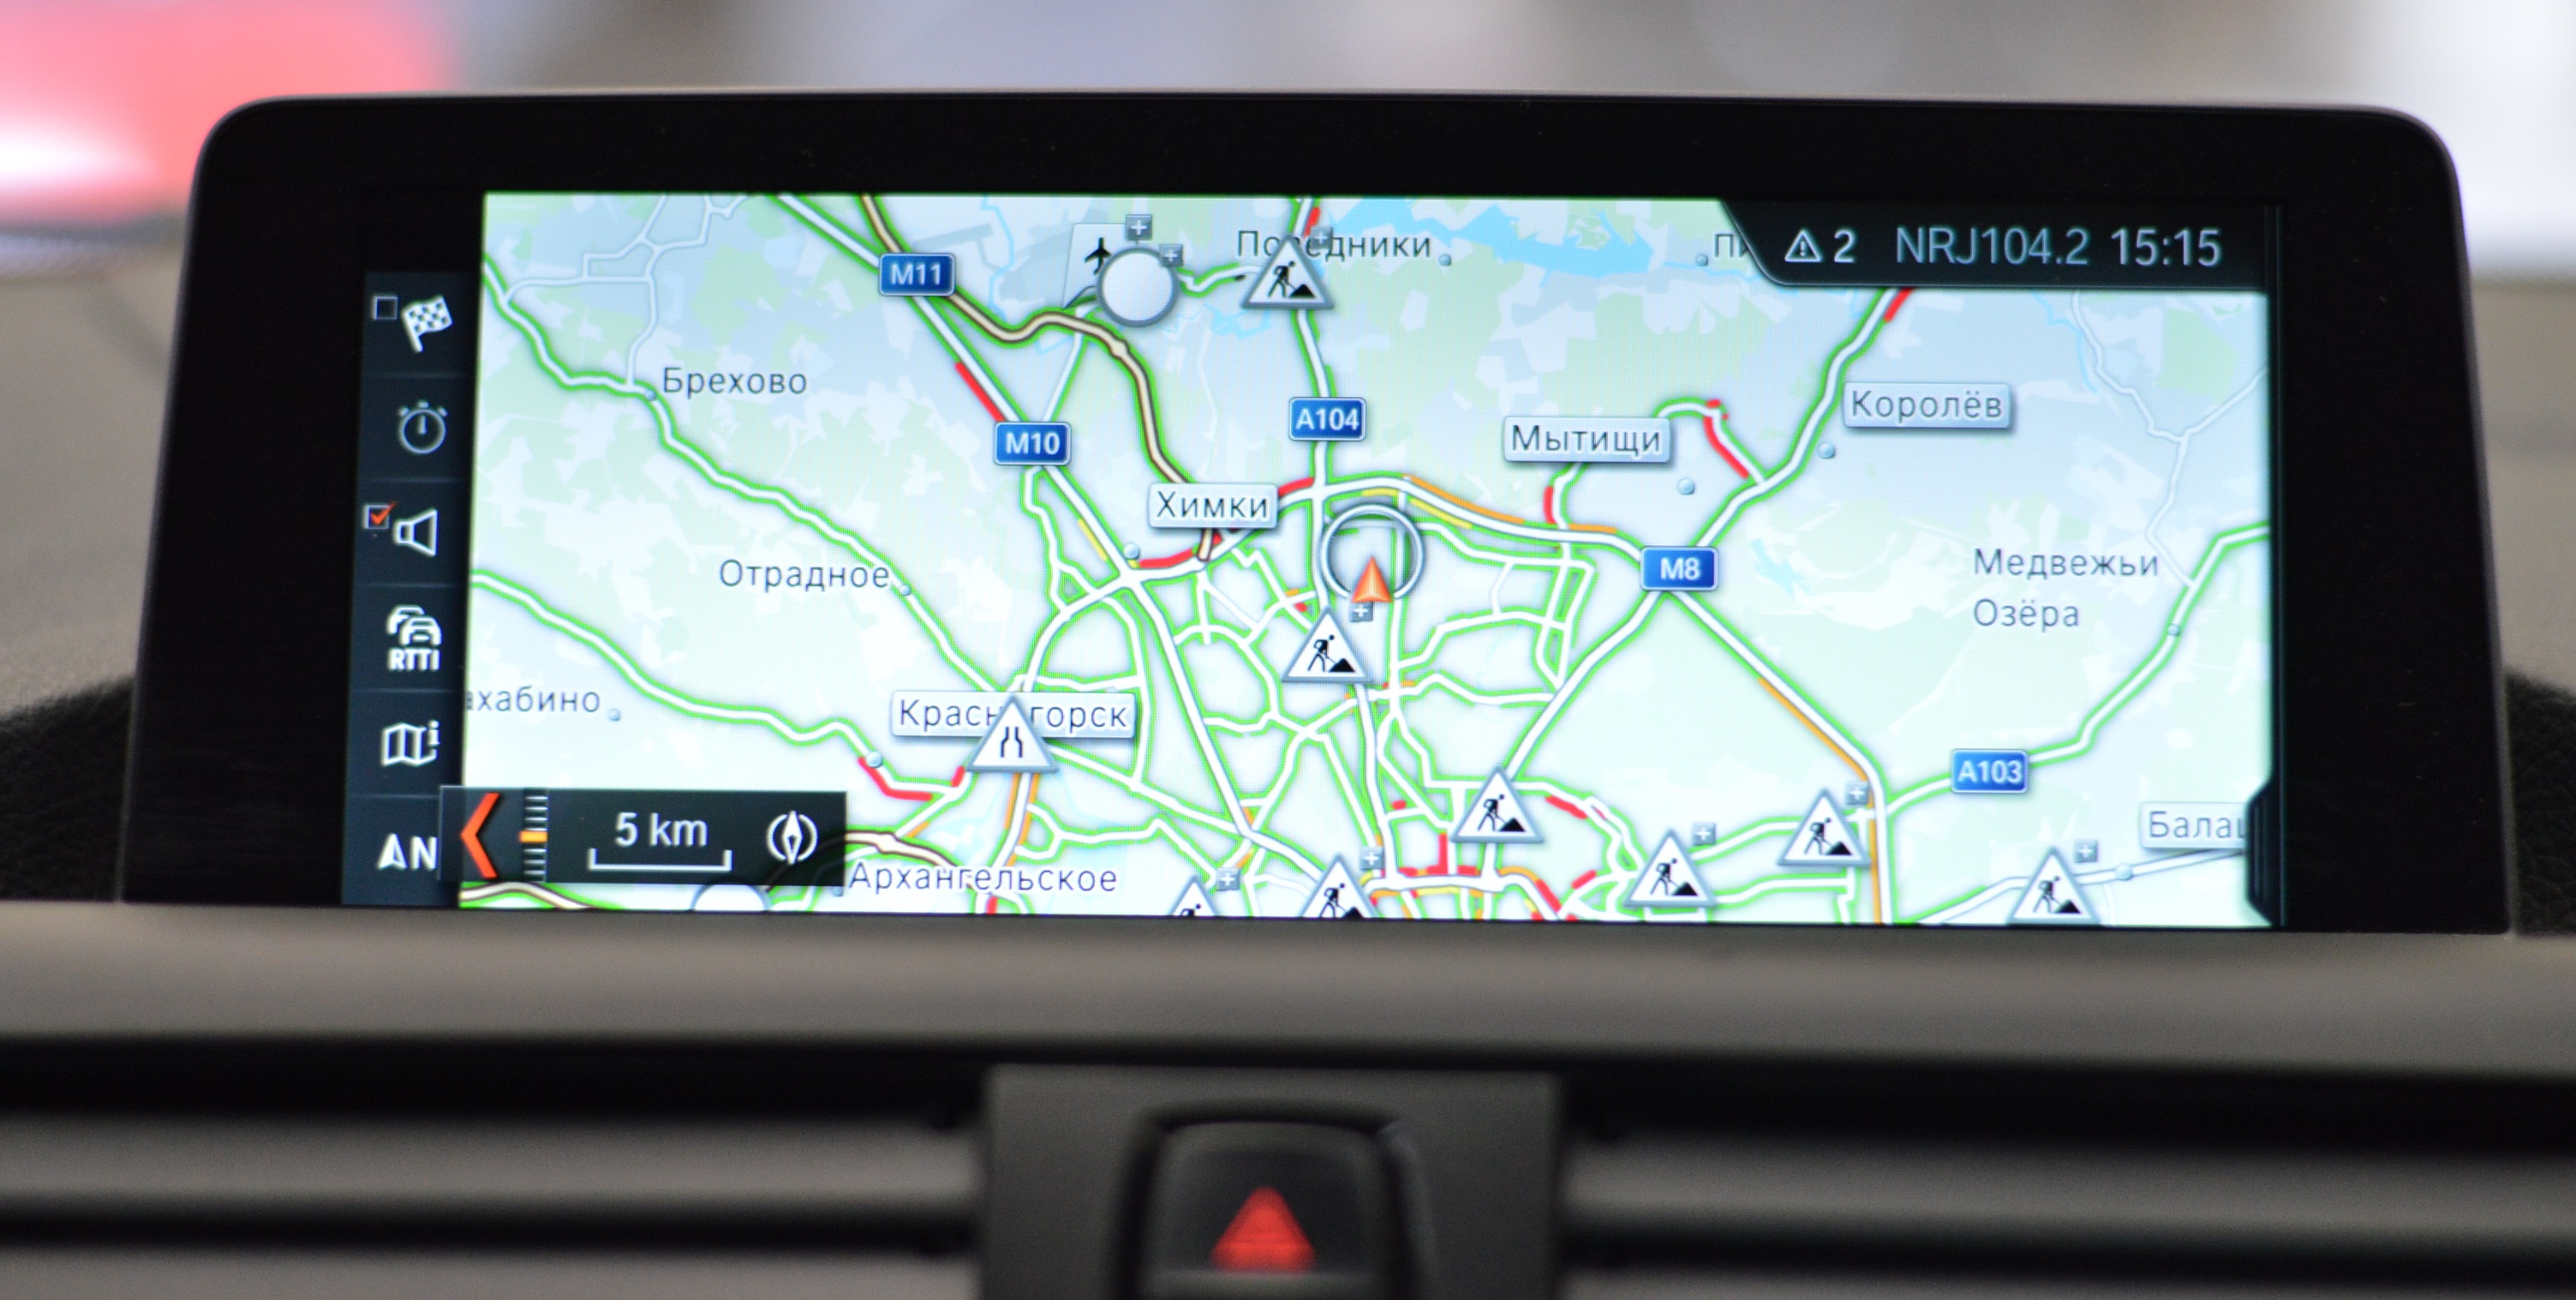 2 NRJ104.2 15:15
M11
Брехово
A104
Королёв
M10
Мытищи
Химки
Отрадное
M8
Медвежьи
Озёра
RTTI
A103
N
5 km
Архангельское